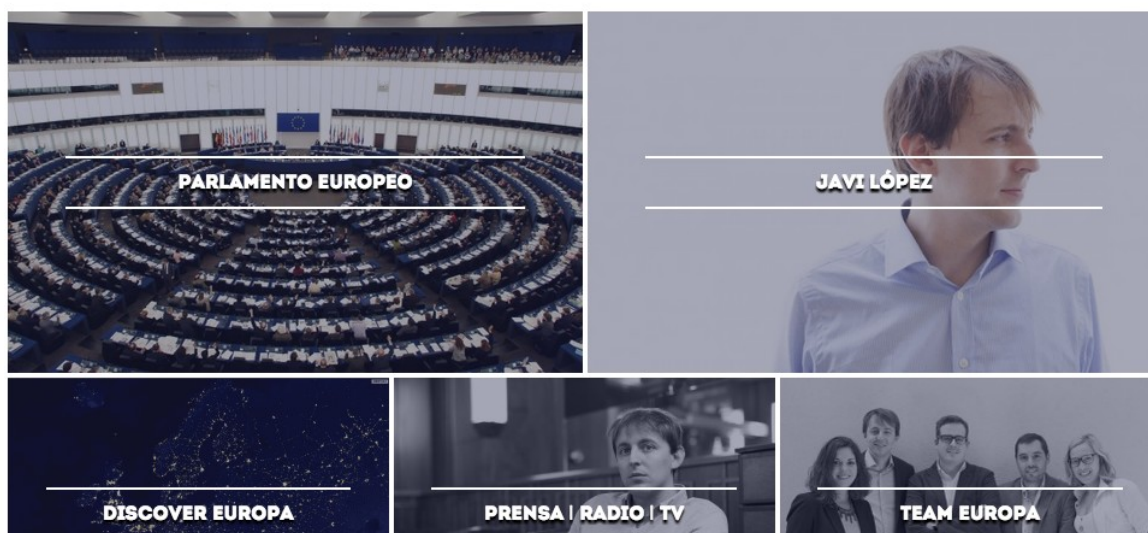 PARLAMENTO EUROPEO
JAVI LÓPEZ
DISCOVER EUROPA
PRENSA | RADIO | TV
TEAM EUROPA